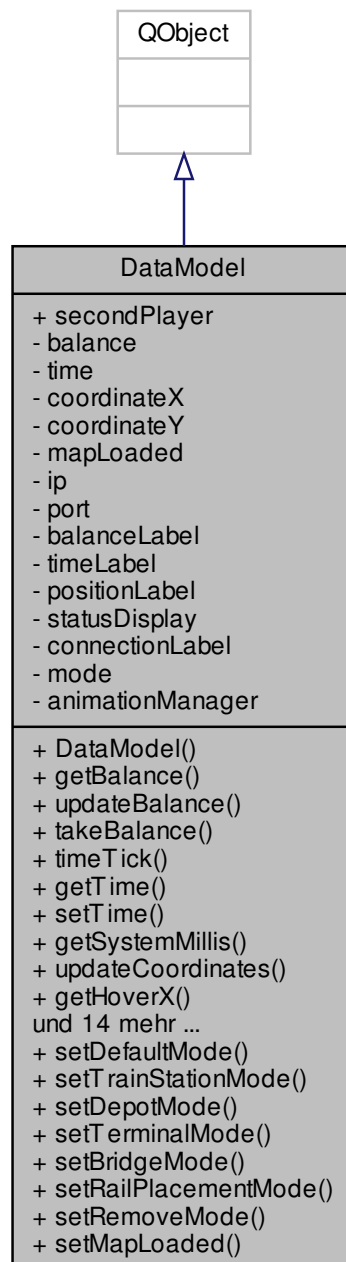 QObject
DataModel
+ secondPlayer
- balance
- time
- coordinateX
- coordinateY
- mapLoaded
- ip
- port
- balanceLabel
- timeLabel
- positionLabel
- statusDisplay
- connectionLabel
- mode
- animationManager
+ DataModel()
+ getBalance()
+ updateBalance()
+ takeBalance()
+ timeTick()
+ getTime()
+ setTime()
+ getSystemMillis()
+ updateCoordinates()
+ getHoverX()
und 14 mehr ...
+ setDefaultMode()
+ setTrainStationMode()
+ setDepotMode()
+ setTerminalMode()
+ setBridgeMode()
+ setRailPlacementMode()
+ setRemoveMode()
+ setMapLoaded()